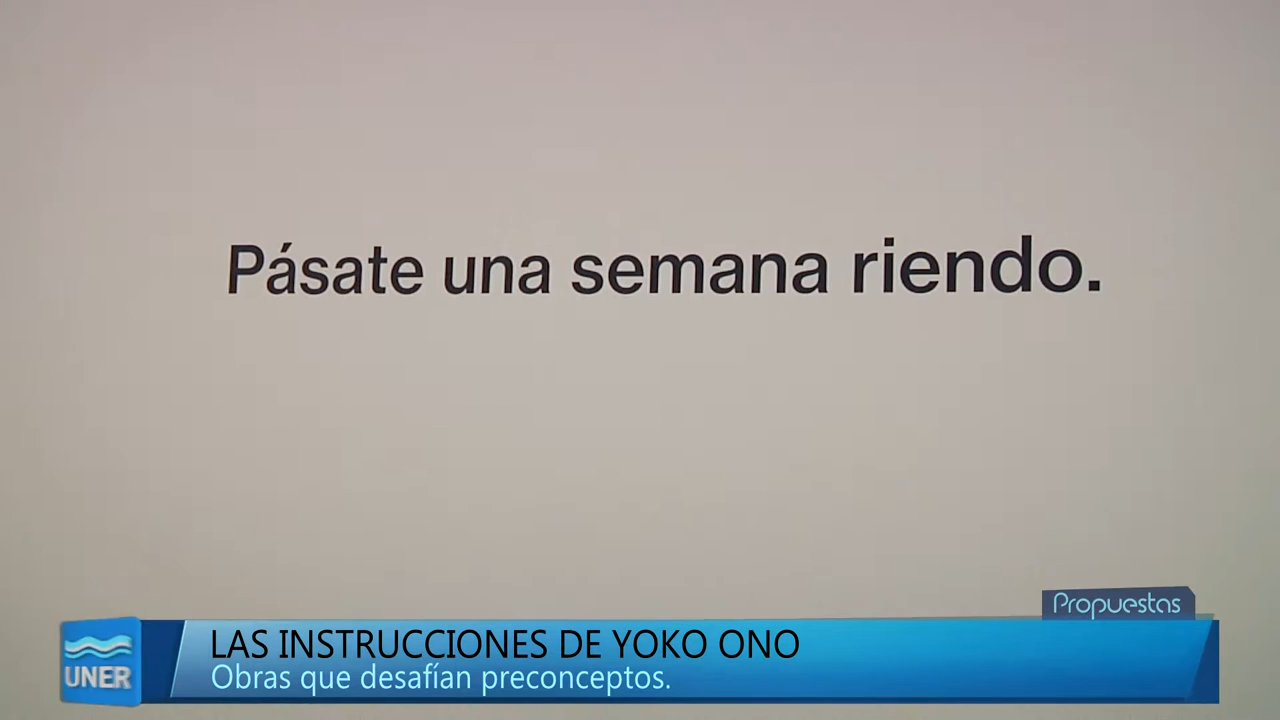 Pásate una semana riendo.
Propuestas
LAS INSTRUCCIONES DE YOKO ONO
Obras que desafían preconceptos.
UNER